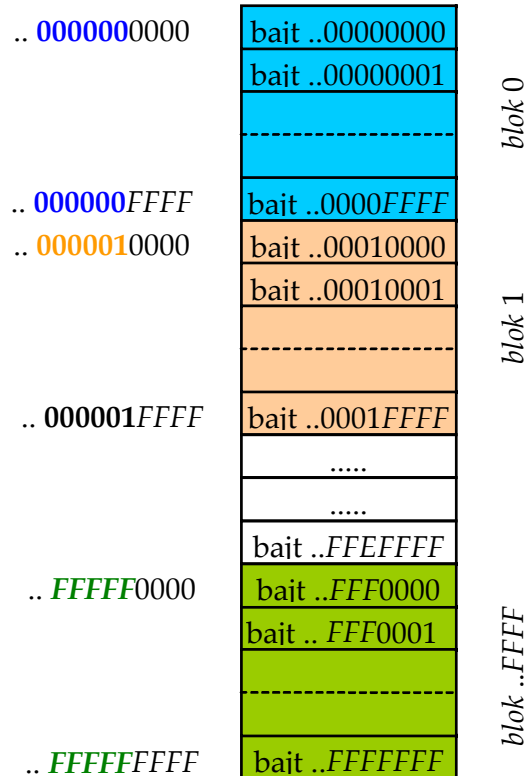 .. 0000000000 bajt ..00000000
bajt ..00000001
blok 0
.. 000000FFFF bajt ..0000FFFF
.. 0000010000 bajt ..00010000
bajt ..00010001
blok 1
.. 000001FFFF bajt ..0001FFFF
.....
.....
bajt ..FFEFFFF
.. FFFFF0000 bajt ..FFF0000
bajt .. FFF0001
blok ..FFFF
.. FFFFFFFFF bajt ..FFFFFFF